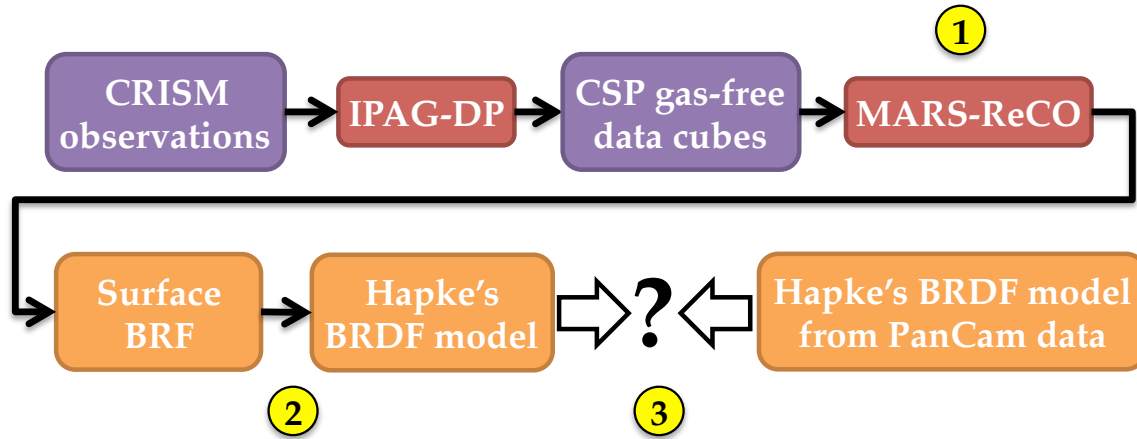 1
CRISM
observations
IPAG-DP
CSP gas-free
data cubes
MARS-ReCO
Surface
BRF
Hapke’s
BRDF model
?
Hapke’s BRDF model
from PanCam data
2
3